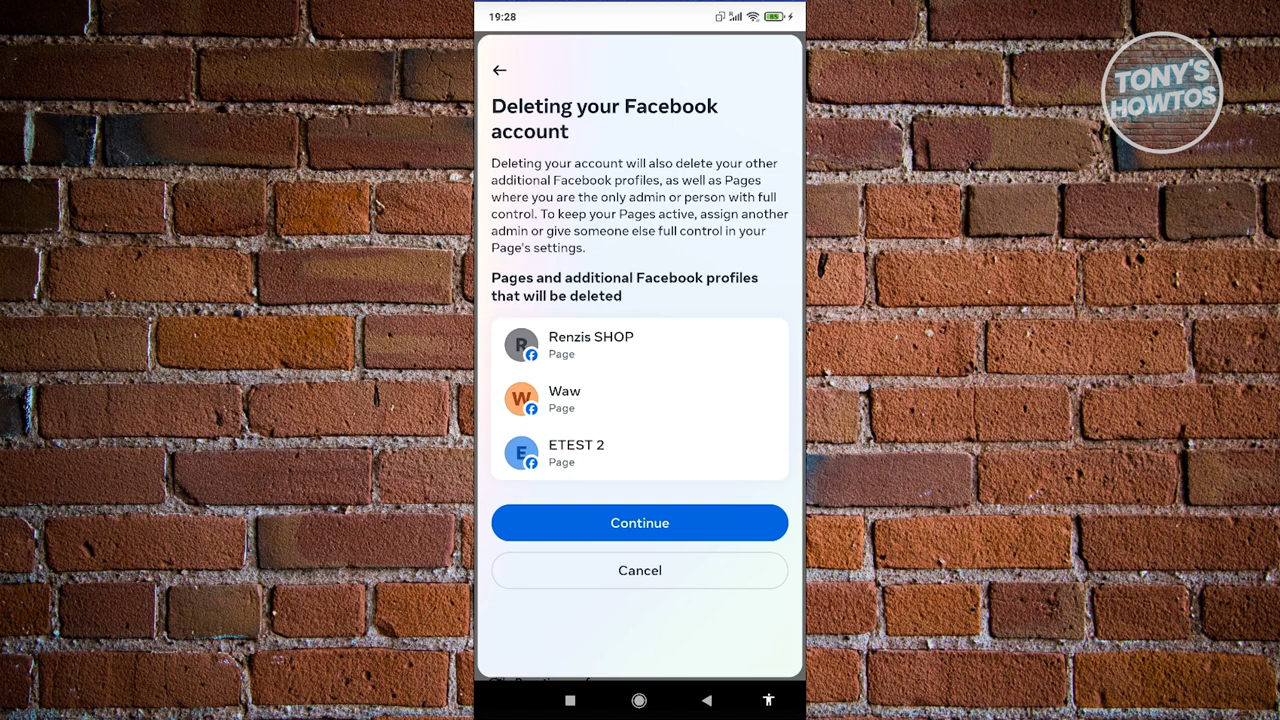 19:28
85
TONY'S
HOWTOS
Deleting your Facebook
account
Deleting your account will also delete your other
additional Facebook profiles, as well as Pages
where you are the only admin or person with full
control. To keep your Pages active, assign another
admin or give someone else full control in your
Page's settings.
Pages and additional Facebook profiles
that will be deleted
R
Renzis SHOP
Page
W
Waw
Page
E
ETEST 2
Page
Continue
Cancel